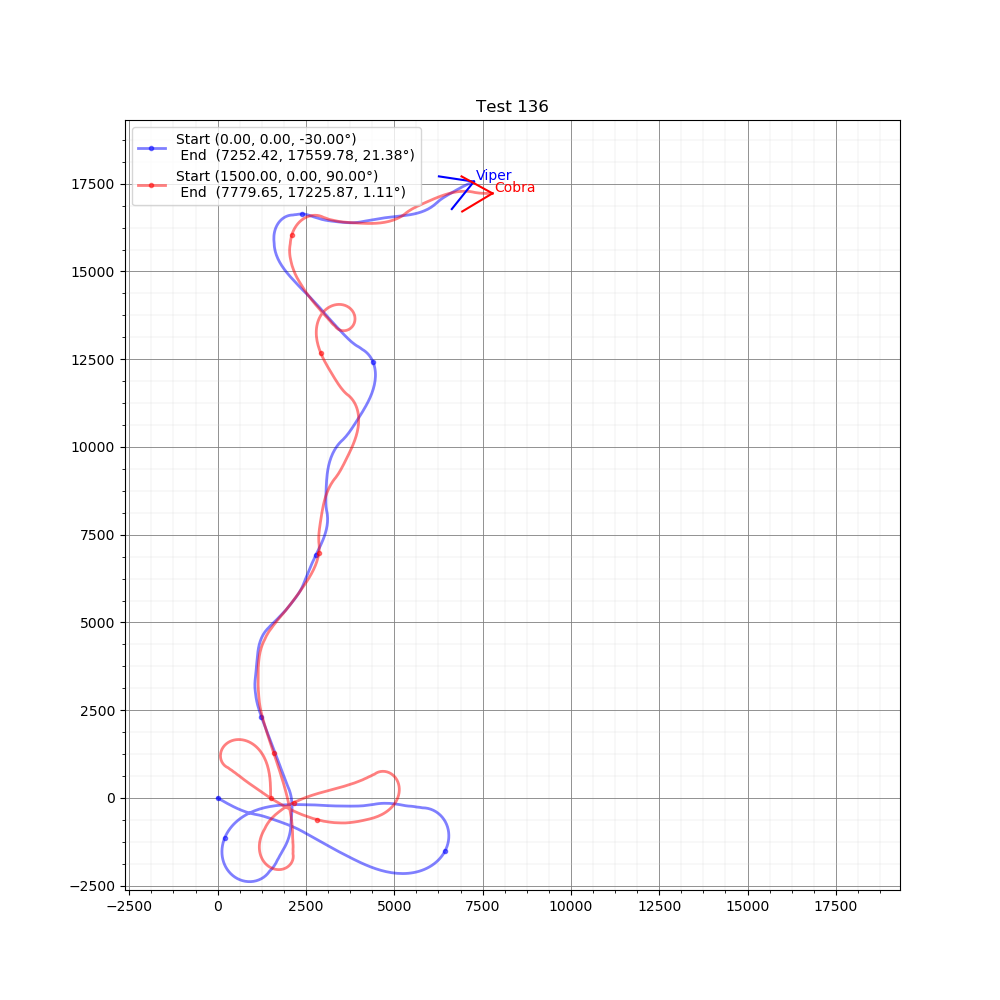 Test 136
Start (0.00, 0.00, -30.00°)
End  (7252.42, 17559.78, 21.38°)
Start (1500.00, 0.00, 90.00°)
End  (7779.65, 17225.87, 1.11°)
Viper
Cobra
17500
15000
12500
10000
7500
5000
2500
0
−2500
−2500 0 2500 5000 7500 10000 12500 15000 17500